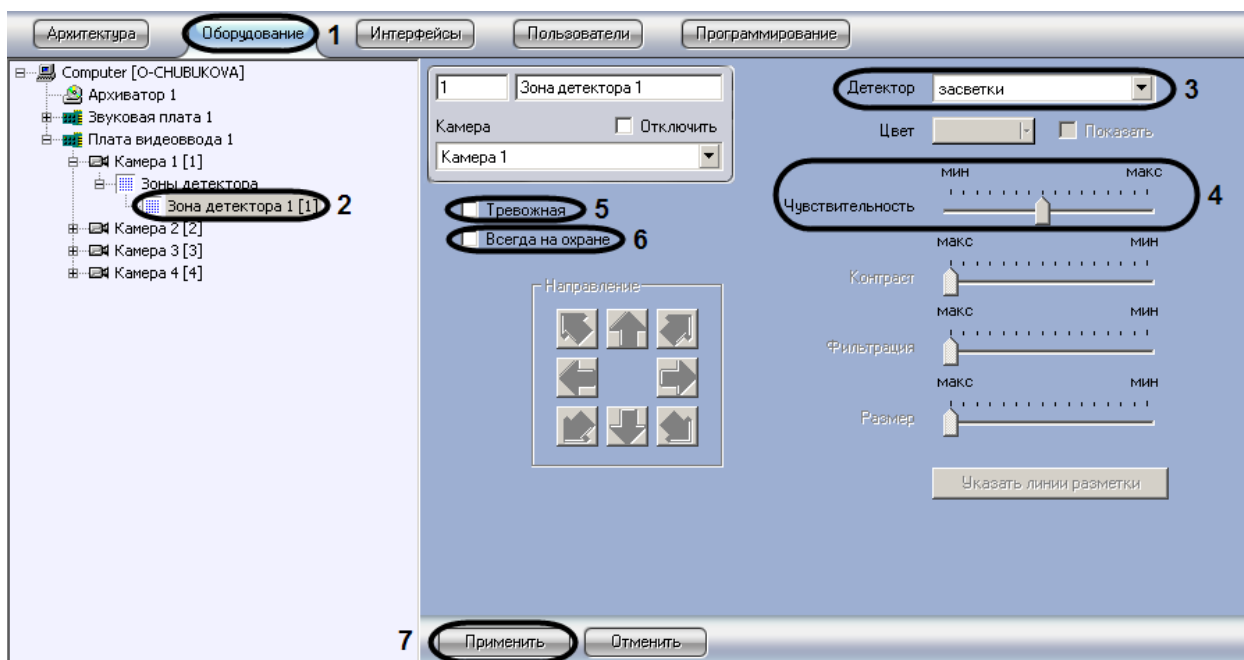 Архитектура Оборудование 1 Интерфейсы Пользователи Программирование
Computer [O-CHUBUKOVA]
Архиватор 1
Звуковая плата 1
Плата видеоввода 1
Камера 1 [1]
Зоны детектора
Зона детектора 1 [1] 2
Камера 2 [2]
Камера 3 [3]
Камера 4 [4]
1 Зона детектора 1
Камера Отключить
Камера 1
Тревожная 5
Всегда на охране 6
Направление
Детектор засветки 3
Цвет Показать
мин макс
Чувствительность 4
макс мин
Контраст
макс мин
Фильтрация
макс мин
Размер
Указать линии разметки
7 Применить Отменить